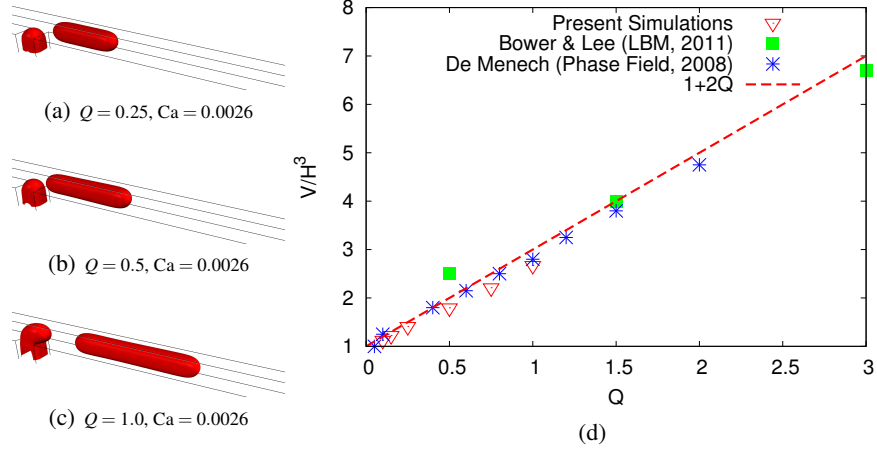 (a) Q = 0.25, Ca = 0.0026
(b) Q = 0.5, Ca = 0.0026
(c) Q = 1.0, Ca = 0.0026
V/H³
8
7
6
5
4
3
2
1
Present Simulations
Bower & Lee (LBM, 2011)
De Menech (Phase Field, 2008)
1+2Q
0 0.5 1 1.5 2 2.5 3
Q
(d)